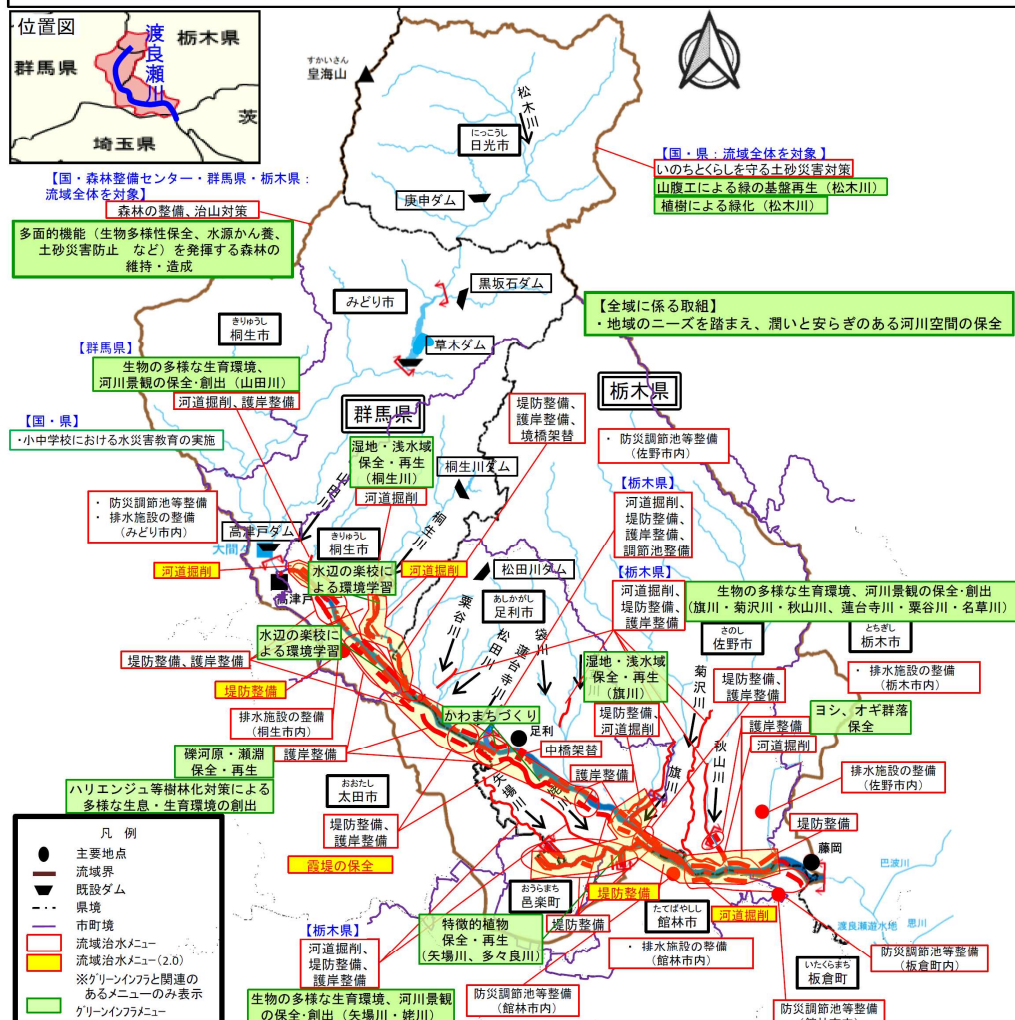 位置図
栃木県
群馬県
渡良瀬川
茨
埼玉県
すかいさん
皇海山
松木川
にっこうし
日光市
【国・県：流域全体を対象】
いのちとくらしを守る土砂災害対策
山腹工による緑の基盤再生（松木川）
植樹による緑化（松木川）
【国・森林整備センター・群馬県・栃木県：
流域全体を対象】
森林の整備、治山対策
多面的機能（生物多様性保全、水源かん養、
土砂災害防止　など）を発揮する森林の
維持・造成
庚申ダム
黒坂石ダム
みどり市
草木ダム
きりゅうし
桐生市
【全域に係る取組】
・地域のニーズを踏まえ、潤いと安らぎのある河川空間の保全
【群馬県】
生物の多様な生育環境、
河川景観の保全・創出（山田川）
河道掘削、護岸整備
【国・県】
・小中学校における水災害教育の実施
群馬県
栃木県
堤防整備、
護岸整備、
境橋架替
湿地・浅水域
保全・再生
（桐生川）
河道掘削
桐生川ダム
・ 防災調節池等整備
（佐野市内）
【栃木県】
河道掘削、
堤防整備、
護岸整備、
調節池整備
・ 防災調節池等整備
・ 排水施設の整備
（みどり市内）
山田川
桐生川
高津戸ダム
大間々
きりゅうし
桐生市
河道掘削
水辺の楽校に
よる環境学習
河道掘削
高津戸
松田川ダム
あしかがし
足利市
【栃木県】
河道掘削、
堤防整備、
護岸整備
生物の多様な生育環境、河川景観の保全・創出
（旗川・菊沢川・秋山川、蓮台寺川・粟谷川・名草川）
さのし
佐野市
とちぎし
栃木市
粟谷川
松田川
袋川
蓮台寺川
水辺の楽校に
よる環境学習
堤防整備、護岸整備
堤防整備
湿地・浅水域
保全・再生
（旗川）
堤防整備、
河道掘削
菊沢川
堤防整備、
護岸整備
・ 排水施設の整備
（栃木市内）
排水施設の整備
（桐生市内）
かわまちづくり
足利
中橋架替
護岸整備
護岸整備
河道掘削
ヨシ、オギ群落
保全
礫河原・瀬淵
保全・再生
護岸整備
ハリエンジュ等樹林化対策による
多様な生息・生育環境の創出
おおたし
太田市
矢場川
姥川
旗川
秋山川
排水施設の整備
（佐野市内）
堤防整備、
護岸整備
霞堤の保全
堤防整備
藤岡
巴波川
思川
渡良瀬遊水地
おうらまち
邑楽町
堤防整備
たてばやしし
館林市
河道掘削
特徴的植物
保全・再生
（矢場川、多々良川）
堤防整備
・ 排水施設の整備
（館林市内）
いたくらまち
板倉町
防災調節池等整備
（板倉町内）
【栃木県】
河道掘削、
堤防整備、
護岸整備
生物の多様な生育環境、河川景観
の保全・創出（矢場川・姥川）
防災調節池等整備
（館林市内）
防災調節池等整備
凡　例
主要地点
流域界
既設ダム
県境
市町境
流域治水メニュー
流域治水メニュー（2.0）
※グリーンインフラと関連の
あるメニューのみ表示
グリーンインフラメニュー